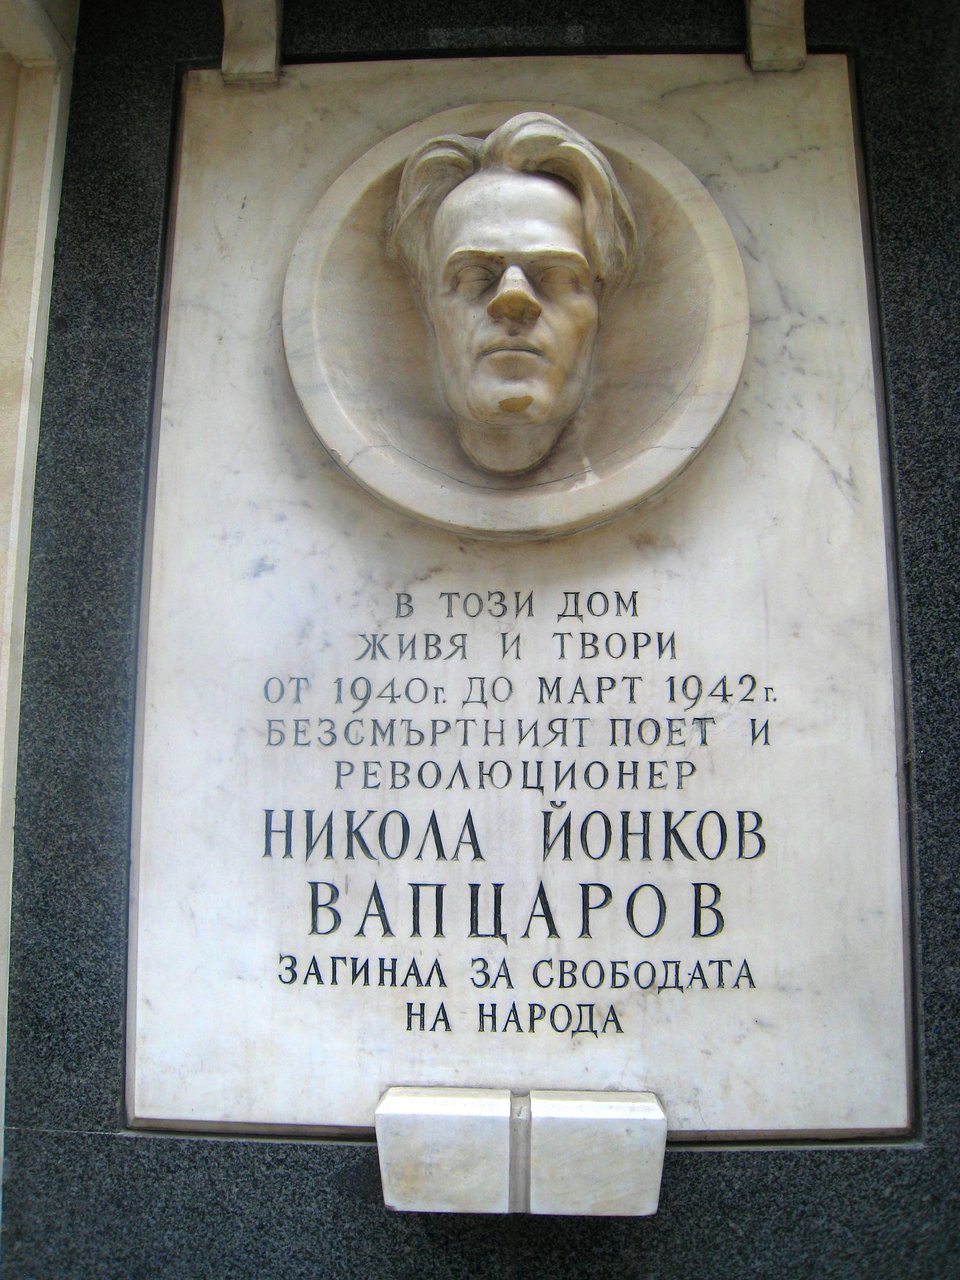 В ТОЗИ ДОМ
ЖИВЯ И ТВОРИ
ОТ 1940г. ДО МАРТ 1942г.
БЕЗСМЪРТНИЯТ ПОЕТ И
РЕВОЛЮЦИОНЕР
НИКОЛА ЙОНКОВ
ВАПЦАРОВ
ЗАГИНАЛ ЗА СВОБОДАТА
НА НАРОДА